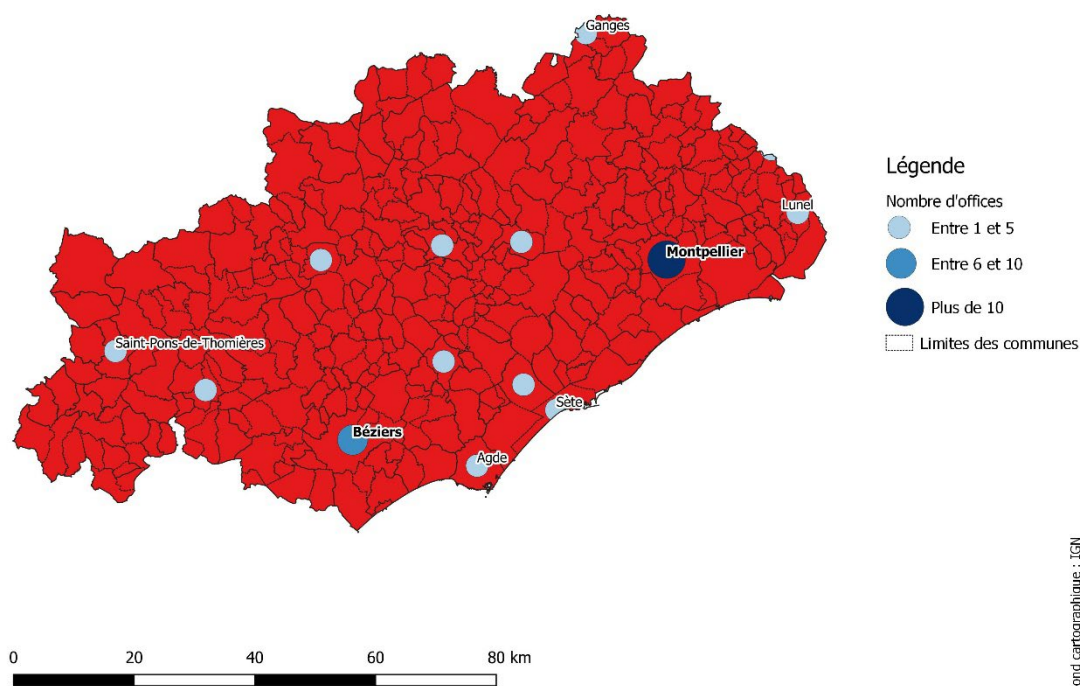 Ganges
Lunel
Montpellier
Saint-Pons-de-Thomières
Sète
Béziers
Agde
Légende
Nombre d'offices
Entre 1 et 5
Entre 6 et 10
Plus de 10
Limites des communes
0 20 40 60 80 km
ond cartographique : IGN